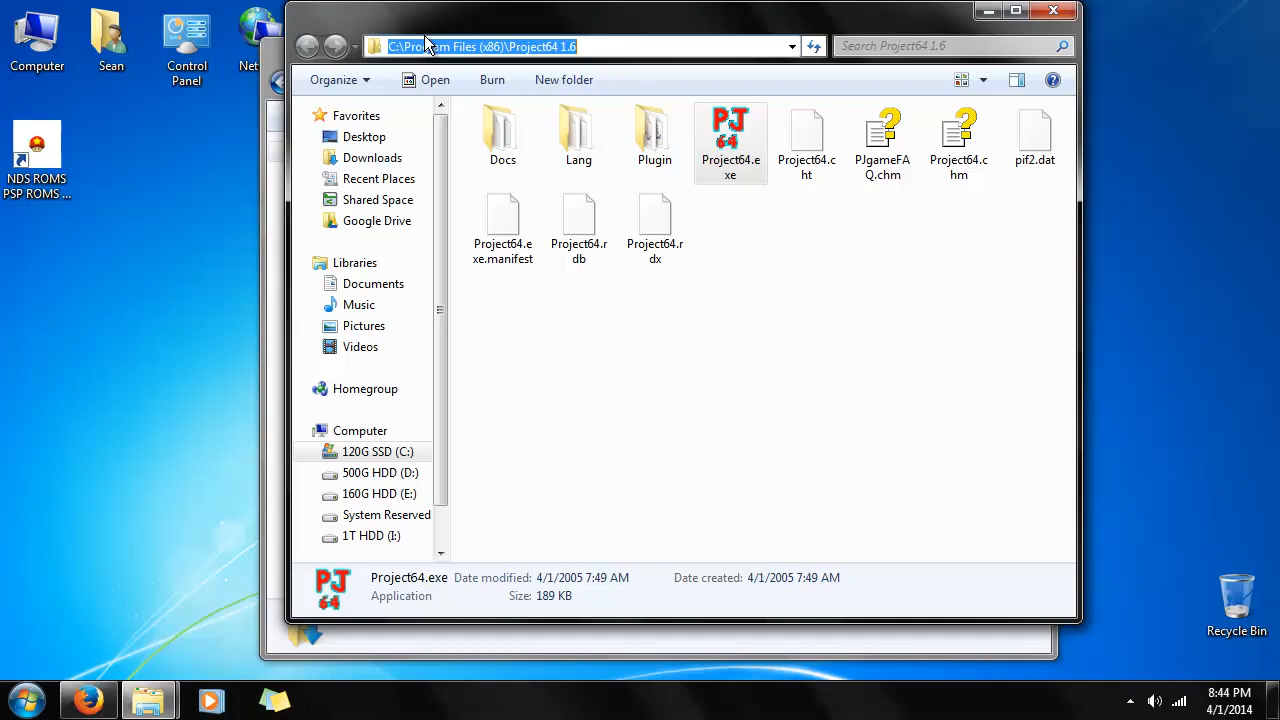 Computer
Sean
Control
Panel
Net
NDS ROMS
PSP ROMS ...
C:\Program Files (x86)\Project64 1.6
Search Project64 1.6
Organize
Open
Burn
New folder
Favorites
Desktop
Downloads
Recent Places
Shared Space
Google Drive
Libraries
Documents
Music
Pictures
Videos
Homegroup
Computer
120G SSD (C:)
500G HDD (D:)
160G HDD (E:)
System Reserved
1T HDD (I:)
Docs
Lang
Plugin
PJ
64
Project64.e
xe
Project64.c
ht
PJgameFA
Q.chm
Project64.c
hm
pif2.dat
Project64.e
xe.manifest
Project64.r
db
Project64.r
dx
PJ
64
Project64.exe Date modified: 4/1/2005 7:49 AM Date created: 4/1/2005 7:49 AM
Application Size: 189 KB
Recycle Bin
8:44 PM
4/1/2014